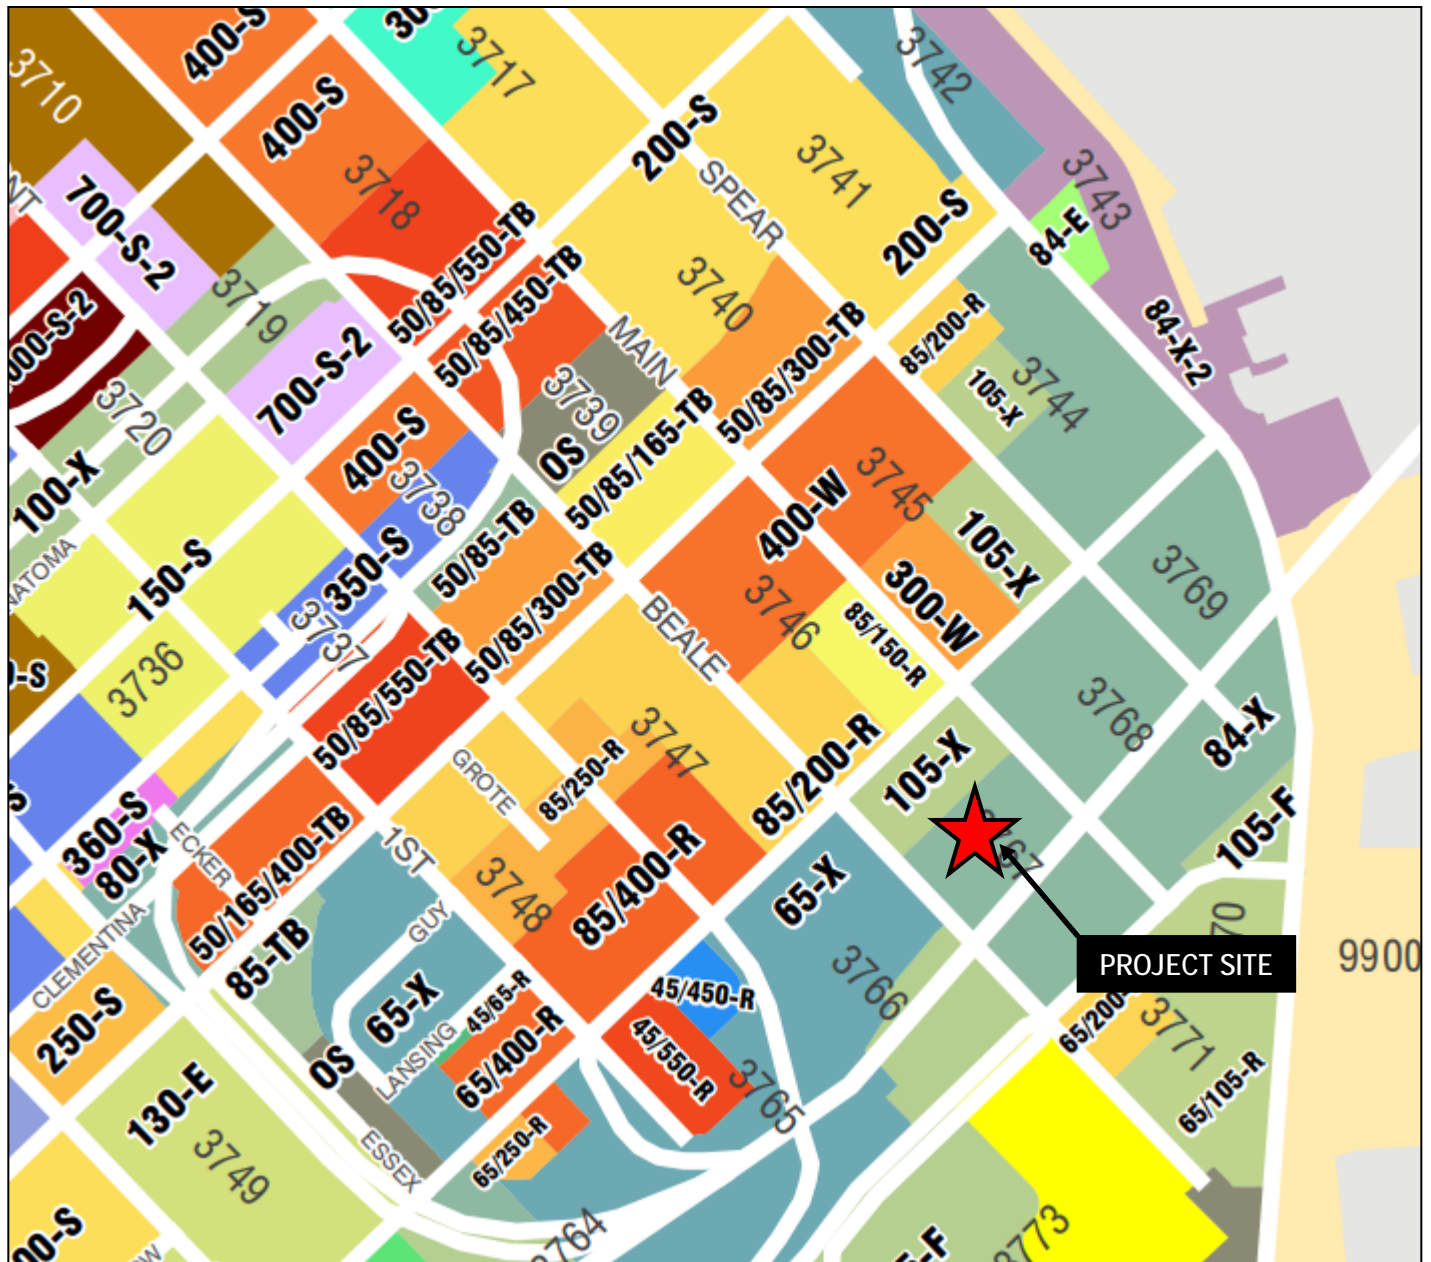 400-S
3717
3742
3710
400-S
200-S
3741
3743
3718
SPEAR
700-S-2
200-S
84-E
50/85/550-TB
3719
50/85/450-TB
3740
84-X-2
MAIN
50/85/300-TB
85/200-R
700-S-2
3739
105-X
3744
3720
400-S
OS
50/85/165-TB
100-X
3738
3745
400-W
105-X
NATOMA
150-S
350-S
50/85-TB
50/85/300-TB
3769
300-W
3746
85/150-R
BEALE
3737
3736
50/85/550-TB
3768
84-X
3747
105-X
GROTE
85/250-R
85/200-R
360-S
80-X
ECKER
50/165/400-TB
1ST
105-F
3748
85/400-R
65-X
GUY
CLEMENTINA
85-TB
PROJECT SITE
9900
3766
45/450-R
250-S
65-X
45/65-R
LANSING
65/400-R
45/550-R
3771
OS
3765
65/105-R
130-E
3749
ESSEX
65/250-R
3764
3773